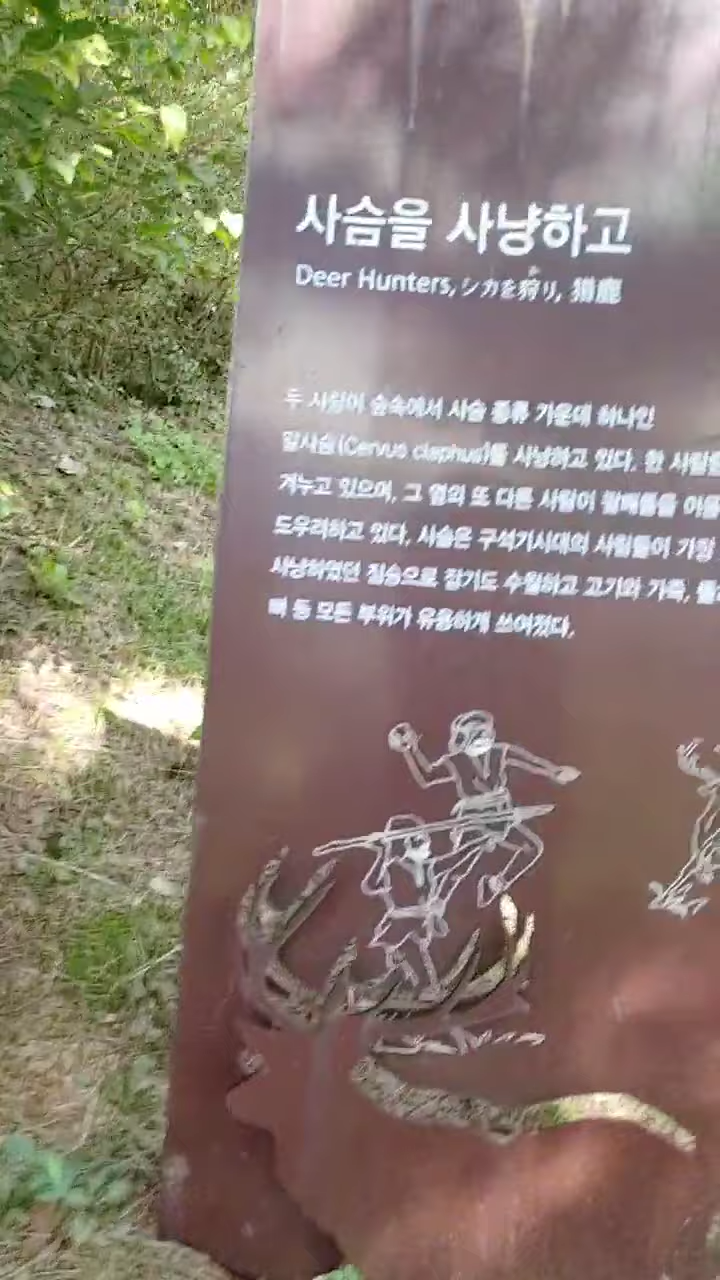 사슴을 사냥하고
Deer Hunters, シカを狩り, 猎鹿
두 사람이 숲속에서 사슴 종류 가운데 하나인
말사슴(Cervus elaphus)를 사냥하고 있다. 한 사람은
겨누고 있으며, 그 옆의 또 다른 사람이
도우려하고 있다. 사슴은 구석기시대의 사람들이 가장
사냥하였던 짐승으로 잡기도 수월하고 고기와 가죽,
뼈 등 모든 부위가 유용하게 쓰여졌다.